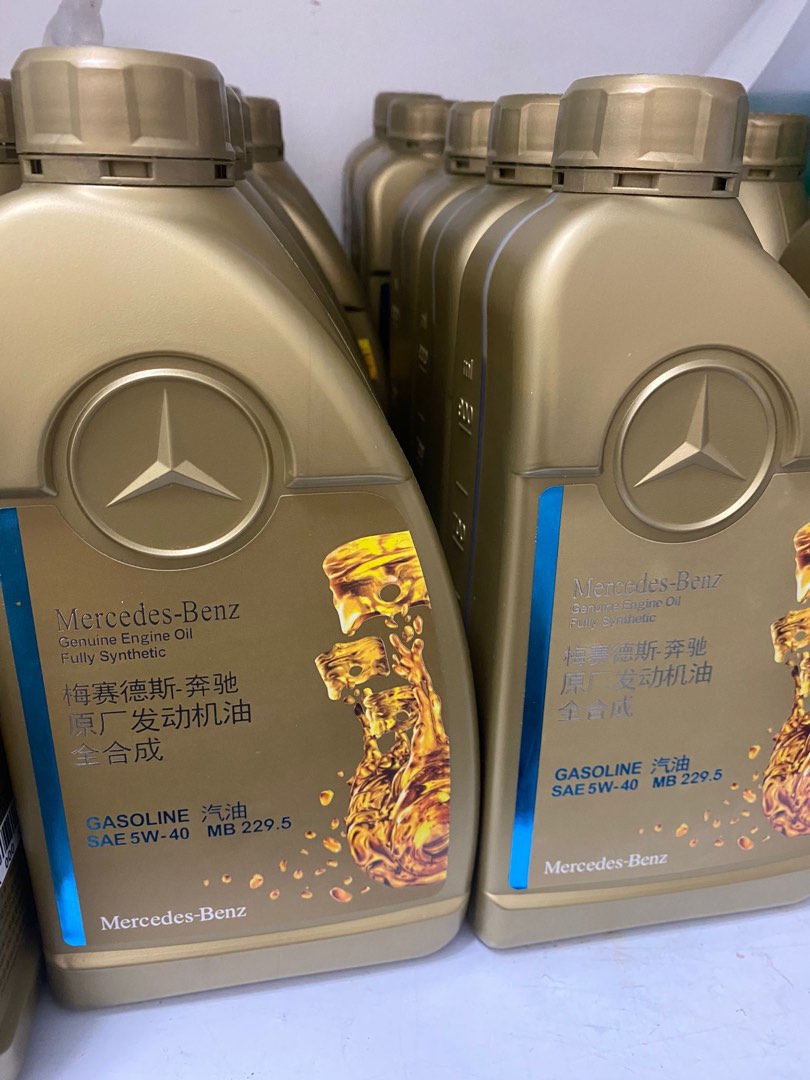 Mercedes-Benz
Genuine Engine Oil
Fully Synthetic
梅赛德斯-奔驰
原厂发动机油
全合成
GASOLINE 汽油
SAE 5W-40 MB 229.5
Mercedes-Benz
ml
800
Mercedes-Benz
Genuine Engine Oil
Fully Synthetic
梅赛德斯-奔驰
原厂发动机油
全合成
GASOLINE 汽油
SAE 5W-40 MB 229.5
Mercedes-Benz